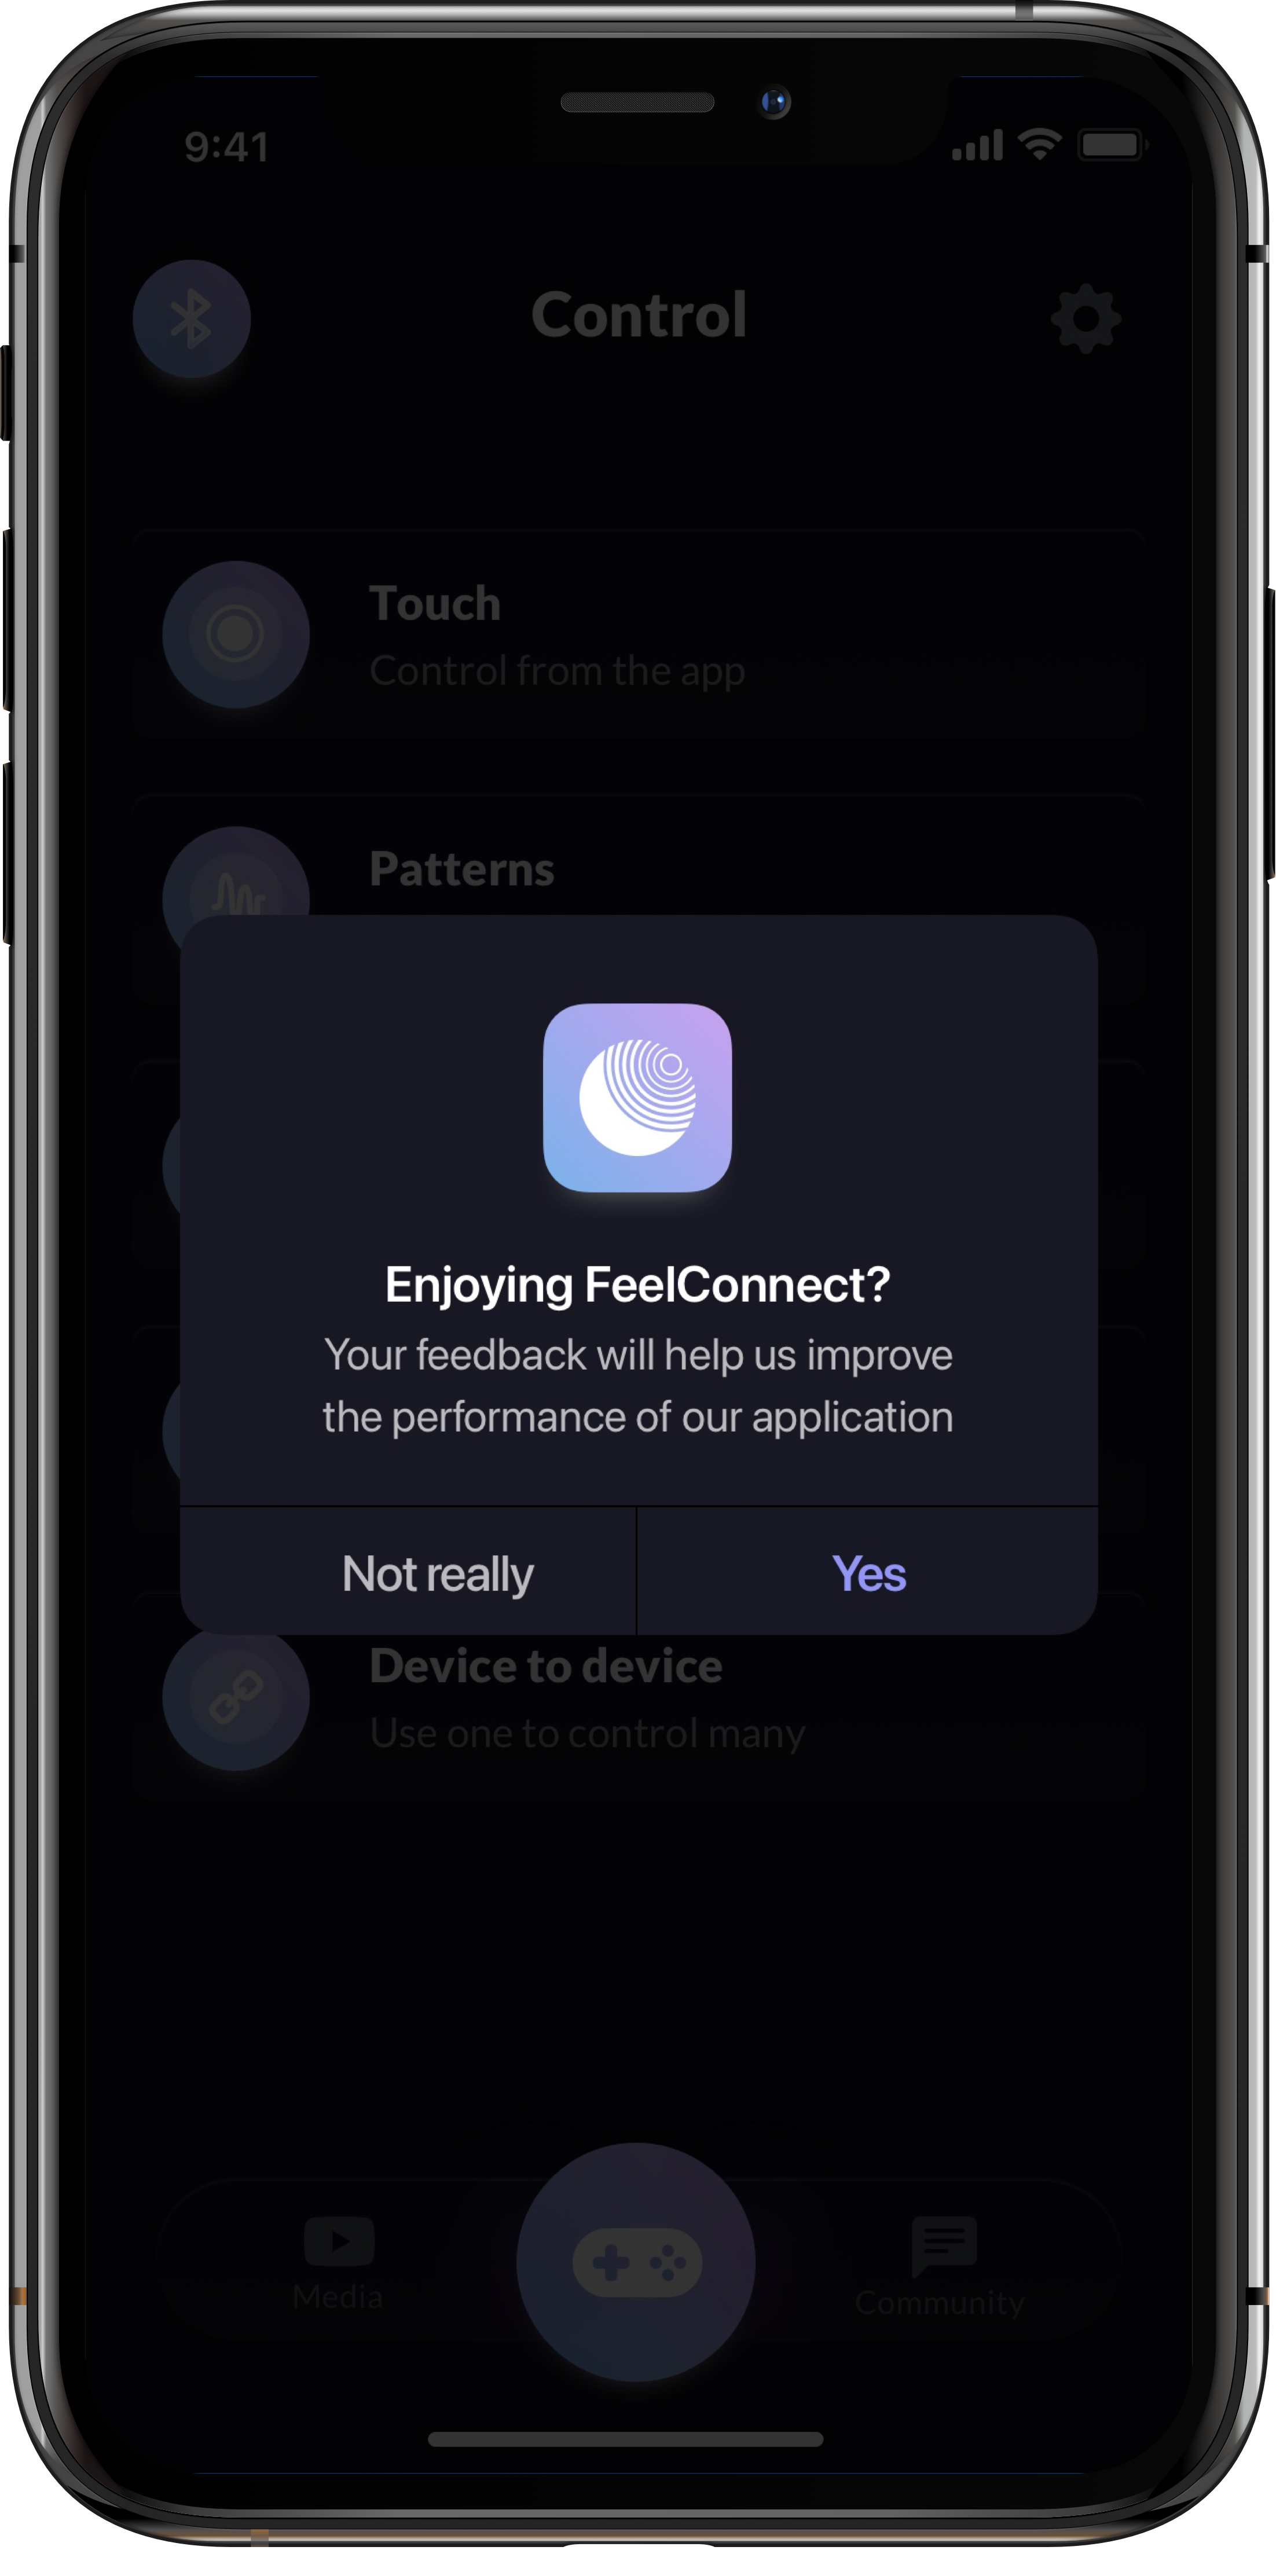 9:41
Control
Touch
Control from the app
Patterns
Enjoying FeelConnect?
Your feedback will help us improve
the performance of our application
Not really
Yes
Device to device
Use one to control many
Media
Community